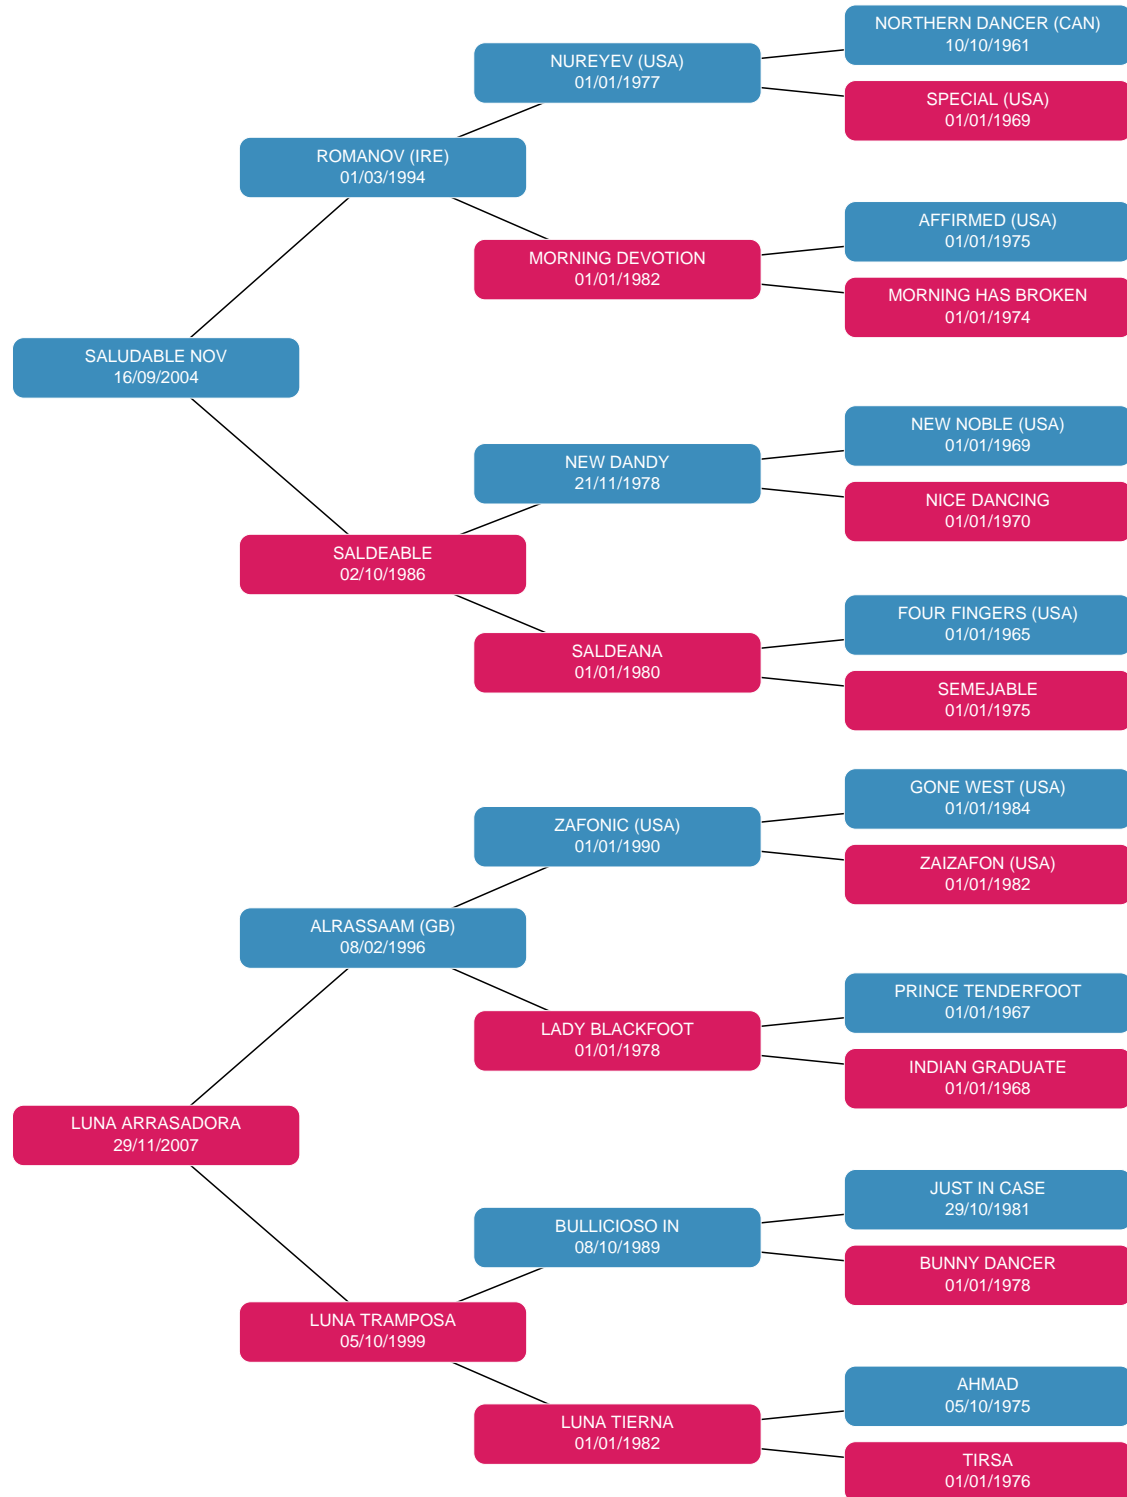 NORTHERN DANCER (CAN)
10/10/1961
NUREYEV (USA)
01/01/1977
SPECIAL (USA)
01/01/1969
ROMANOV (IRE)
01/03/1994
AFFIRMED (USA)
01/01/1975
MORNING DEVOTION
01/01/1982
MORNING HAS BROKEN
01/01/1974
SALUDABLE NOV
16/09/2004
NEW NOBLE (USA)
01/01/1969
NEW DANDY
21/11/1978
NICE DANCING
01/01/1970
SALDEABLE
02/10/1986
FOUR FINGERS (USA)
01/01/1965
SALDEANA
01/01/1980
SEMEJABLE
01/01/1975
GONE WEST (USA)
01/01/1984
ZAFONIC (USA)
01/01/1990
ZAIZAFON (USA)
01/01/1982
ALRASSAAM (GB)
08/02/1996
PRINCE TENDERFOOT
01/01/1967
LADY BLACKFOOT
01/01/1978
INDIAN GRADUATE
01/01/1968
LUNA ARRASADORA
29/11/2007
JUST IN CASE
29/10/1981
BULLICIOSO IN
08/10/1989
BUNNY DANCER
01/01/1978
LUNA TRAMPOSA
05/10/1999
AHMAD
05/10/1975
LUNA TIERNA
01/01/1982
TIRSA
01/01/1976